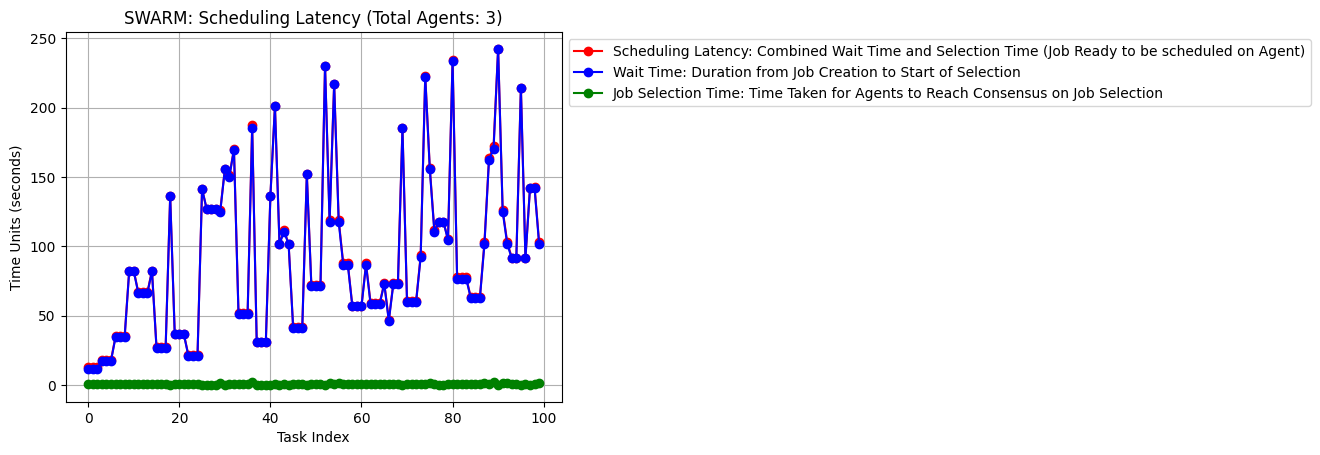 SWARM: Scheduling Latency (Total Agents: 3)
Scheduling Latency: Combined Wait Time and Selection Time (Job Ready to be scheduled on Agent)
Wait Time: Duration from Job Creation to Start of Selection
Job Selection Time: Time Taken for Agents to Reach Consensus on Job Selection
Time Units (seconds)
250
200
150
100
50
0
0 20 40 60 80 100
Task Index